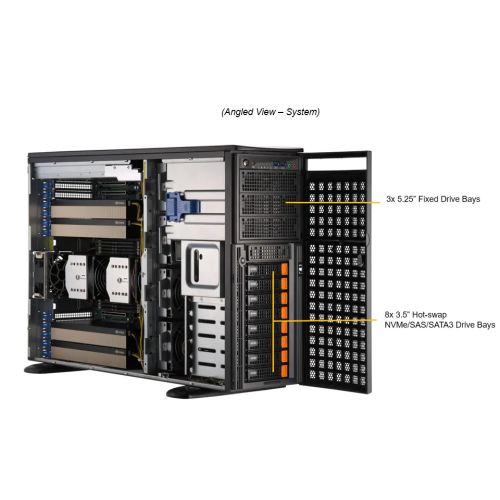 (Angled View – System)
3x 5.25" Fixed Drive Bays
8x 3.5" Hot-swap
NVMe/SAS/SATA3 Drive Bays